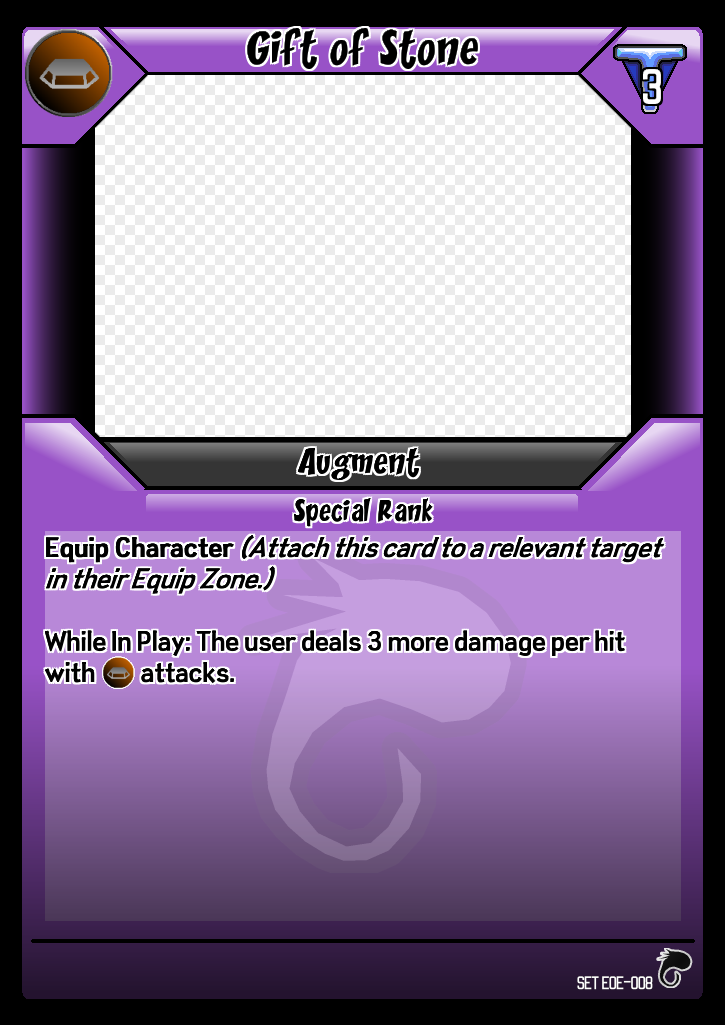 Gift of Stone
3
Augment
Special Rank
Equip Character (Attach this card to a relevant target
in their Equip Zone.)
While In Play: The user deals 3 more damage per hit
with attacks.
SET EOE-008